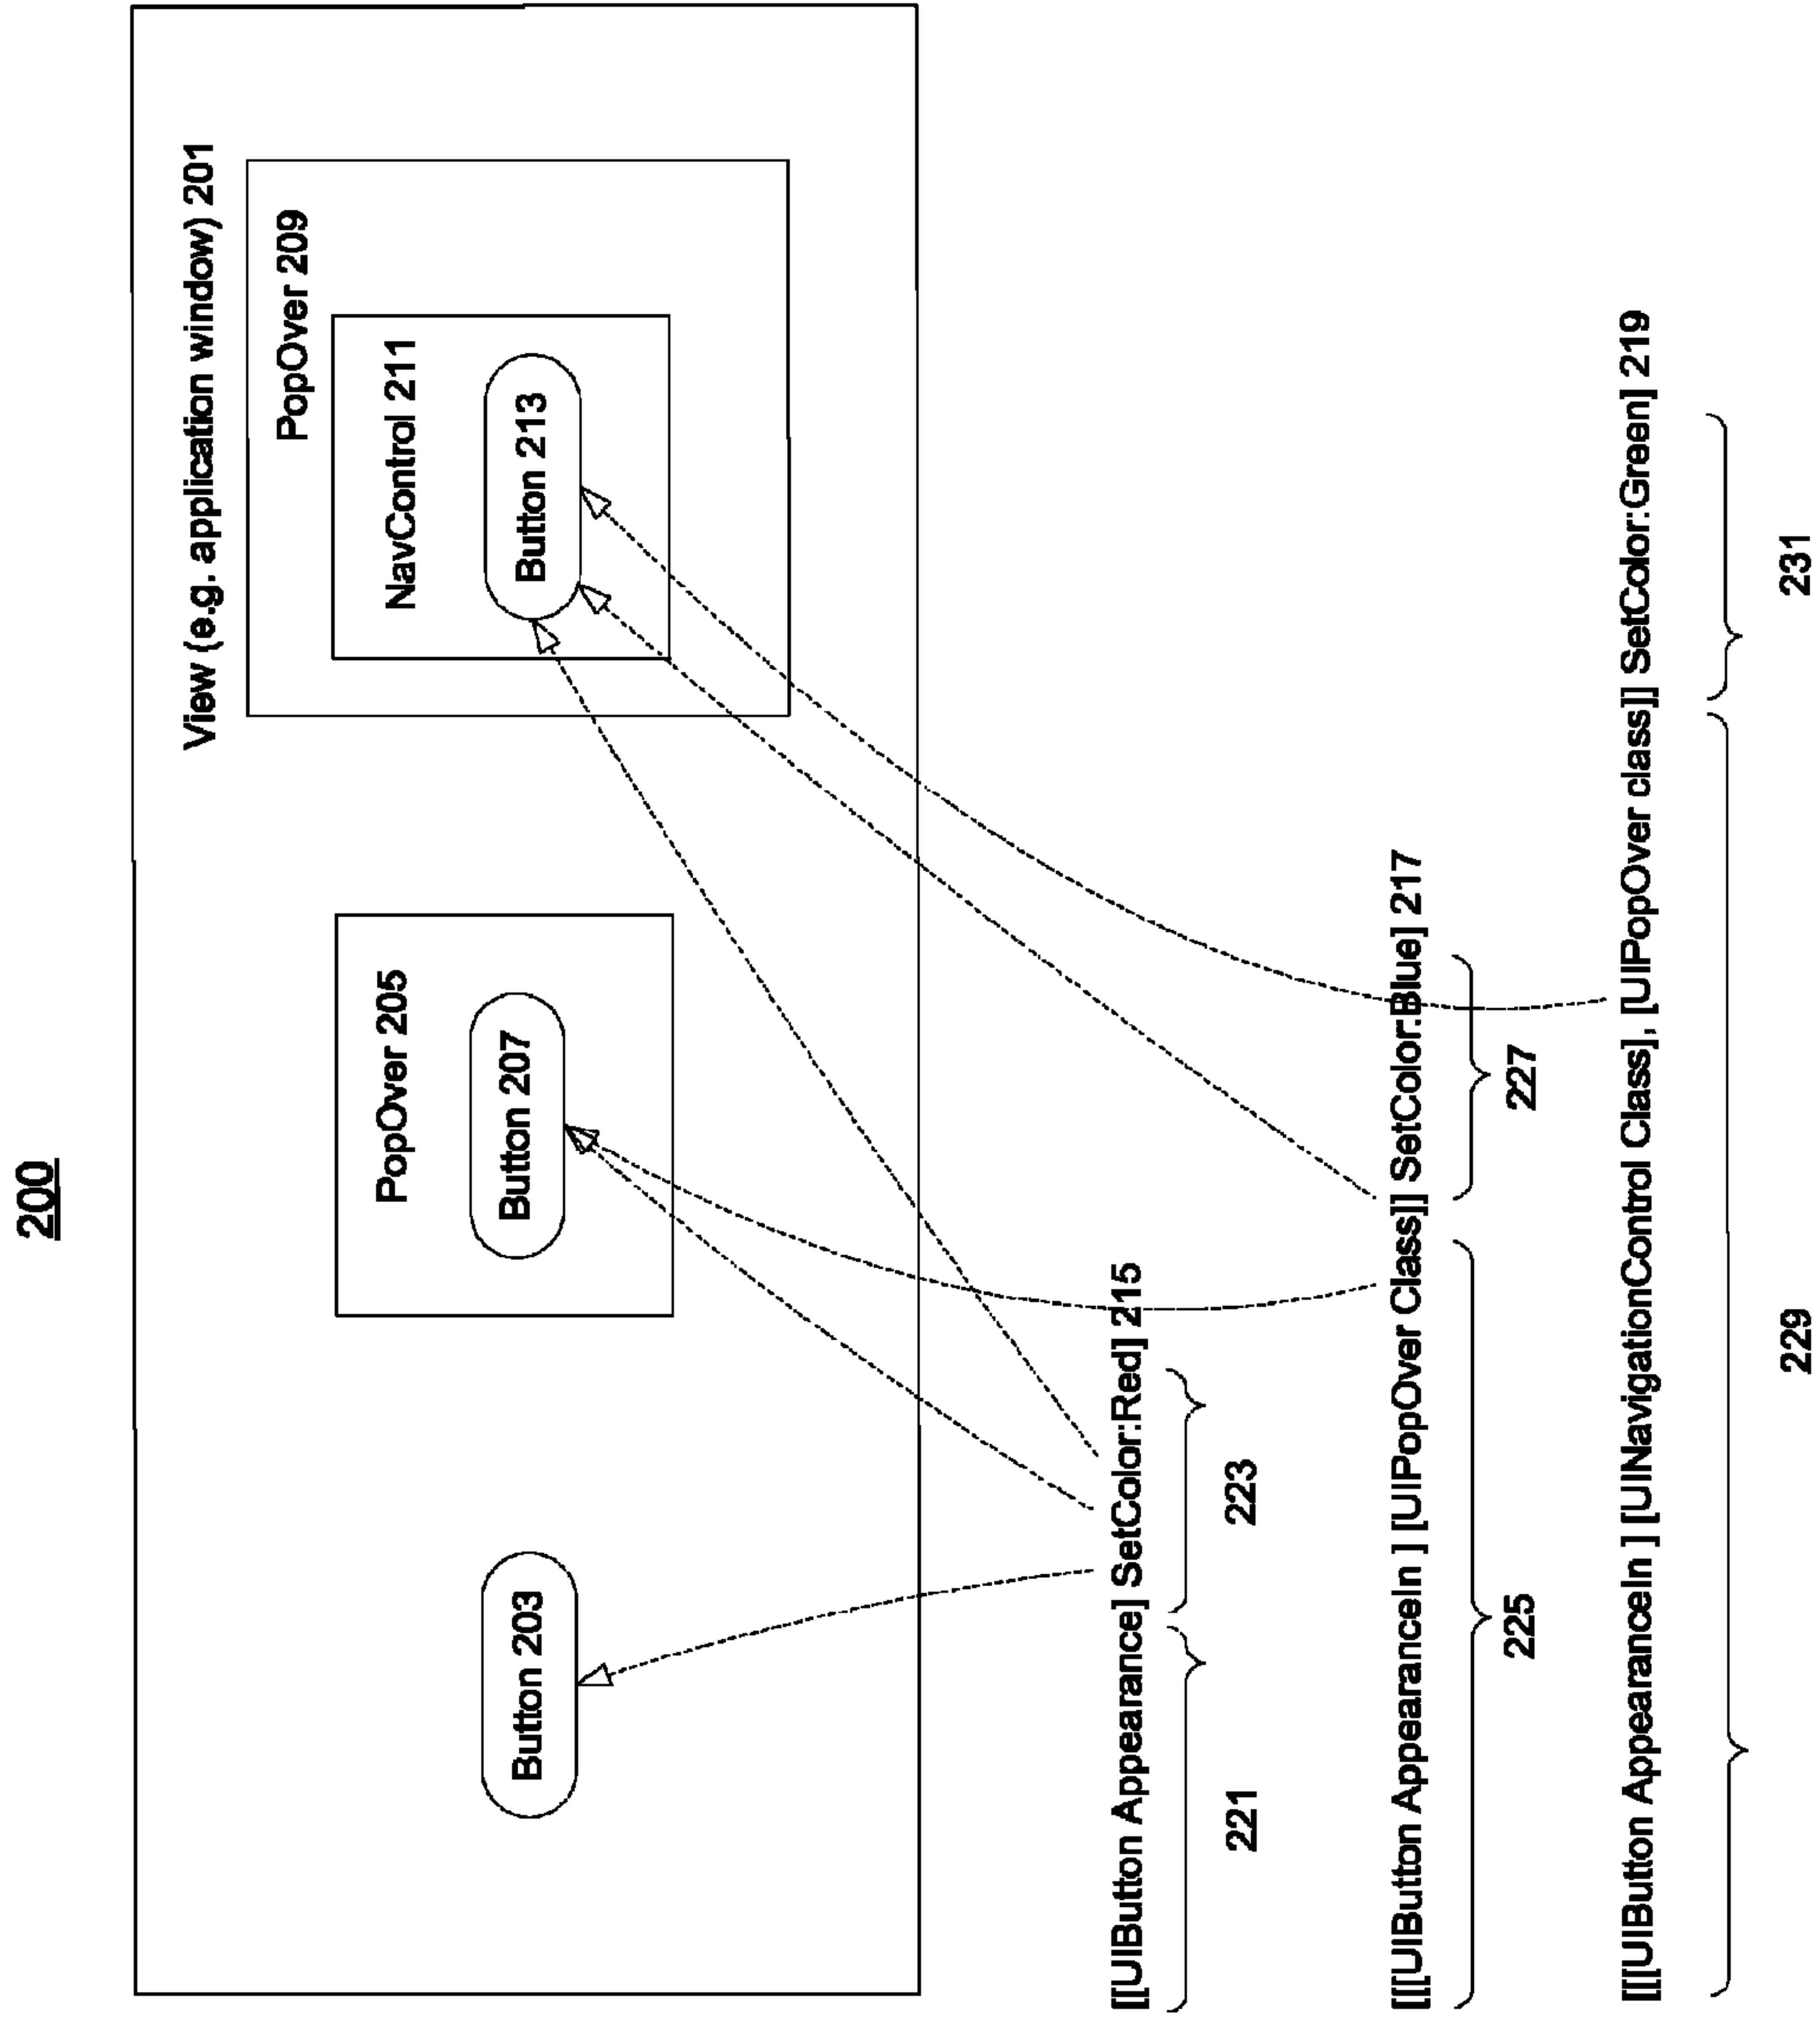 200
View (e.g. application window) 201
PopOver 209
NavControl 211
Button 213
PopOver 205
Button 207
Button 203
[[UIButton Appearance] SetColor:Red] 215
221
223
[[[UIButton AppearanceIn ] [UIPopOver Class]] SetColor:Blue] 217
225
227
[[[UIButton AppearanceIn ] [UINavigationControl Class], [UIPopOver class]] SetColor:Green] 219
229
231